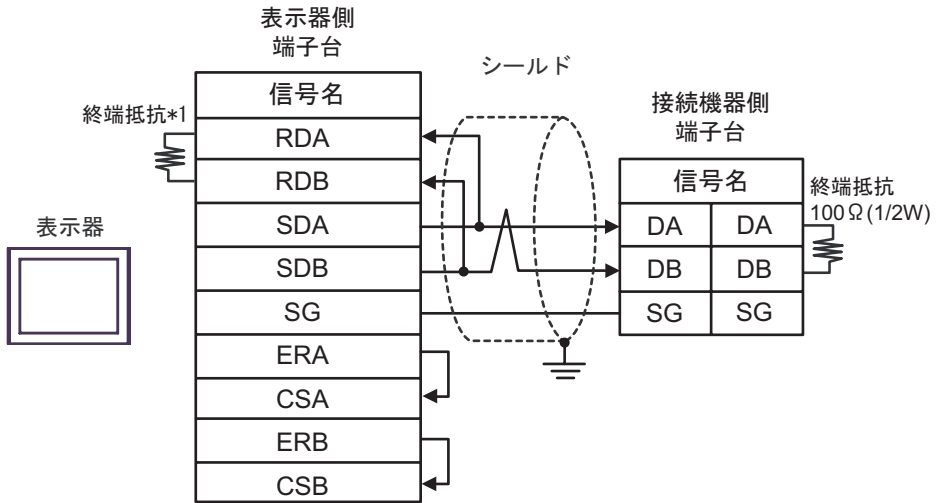 表示器側
端子台
シールド
信号名
終端抵抗*1
RDA
RDB
SDA
SDB
SG
ERA
CSA
ERB
CSB
表示器
接続機器側
端子台
信号名
DA DA
DB DB
SG SG
終端抵抗
100Ω(1/2W)